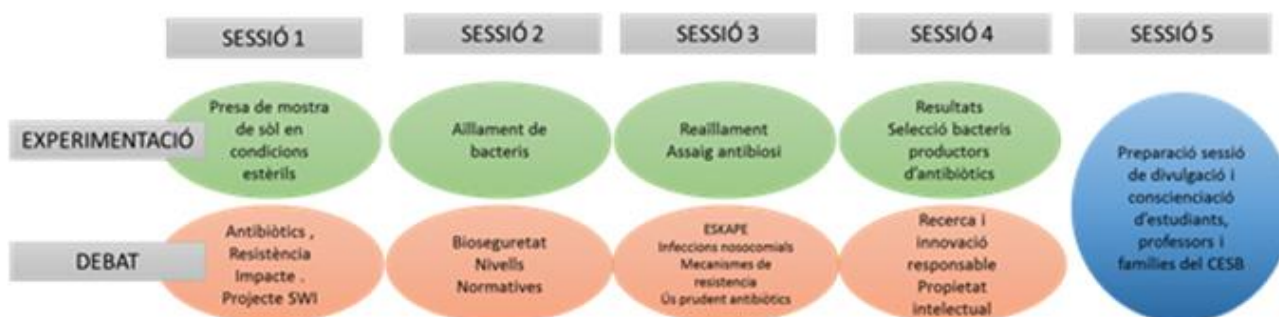 SESSIÓ 1
SESSIÓ 2
SESSIÓ 3
SESSIÓ 4
SESSIÓ 5
EXPERIMENTACIÓ
Presa de mostra
de sòl en
condicions
estèrils
Aïllament de
bacteris
Reaïllament
Assaig antibiosi
Resultats
Selecció bacteris
productors
d'antibiòtics
Preparació sessió
de divulgació i
conscienciació
d'estudiants,
professors i
famílies del CESB
DEBAT
Antibiòtics ,
Resistència
Impacte .
Projecte SWI
Bioseguretat
Nivells
Normatives
ESKAPE
Infeccions nosocomials
Mecanismes de
resistencia
Ús prudent antibiòtics
Recerca i
innovació
responsable
Propietat
intelectual